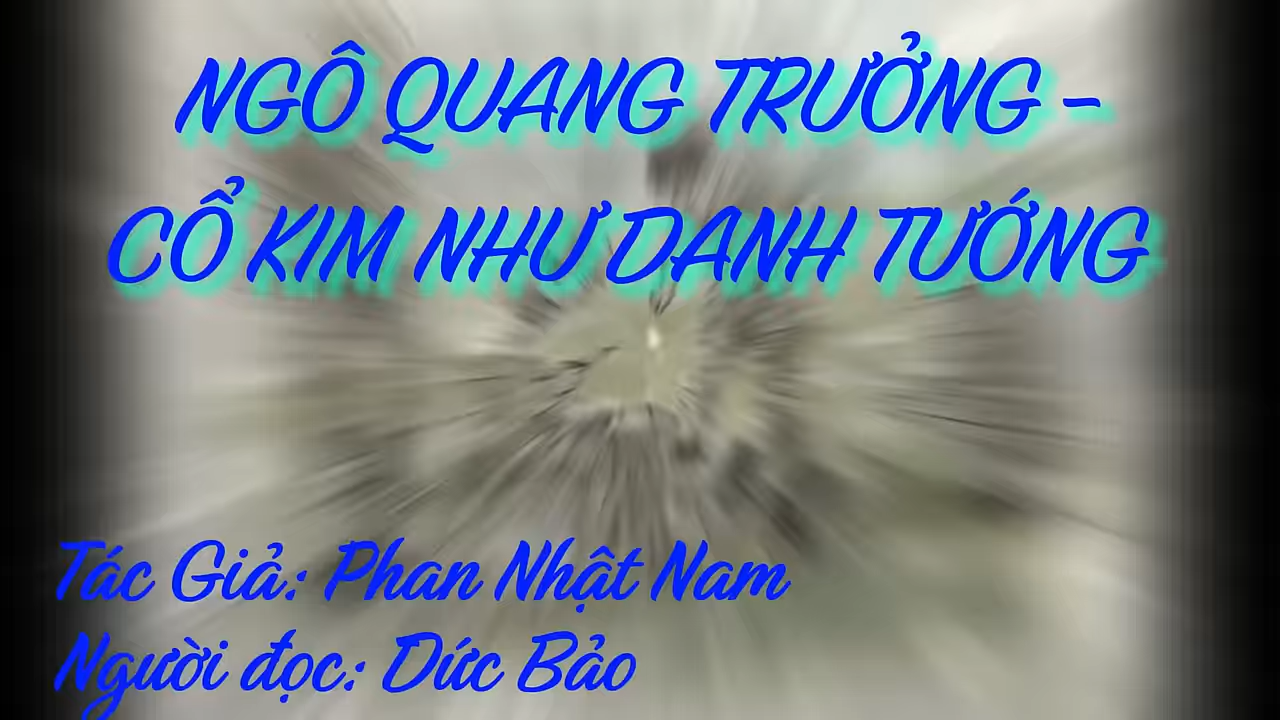 NGÔ QUANG TRƯỞNG -
CỔ KIM NHƯ DANH TƯỚNG
Tác Giả: Phan Nhật Nam
Người đọc: Dức Bảo